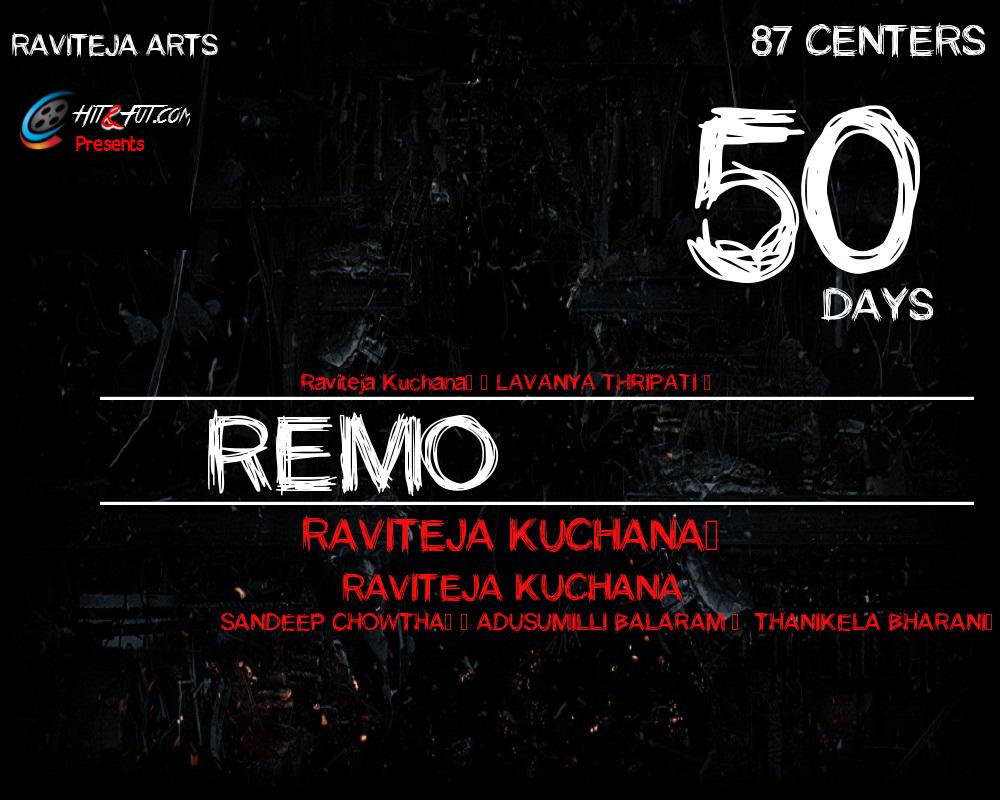 RAVITEJA ARTS
87 CENTERS
HIT&FUT.COM
Presents
50
DAYS
Raviteja Kuchana▯ ▯ LAVANYA THRIPATI ▯
REMO
RAVITEJA KUCHANA▯
RAVITEJA KUCHANA
SANDEEP CHOWTHA▯ ▯ ADUSUMILLI BALARAM ▯ THANIKELA BHARANI▯